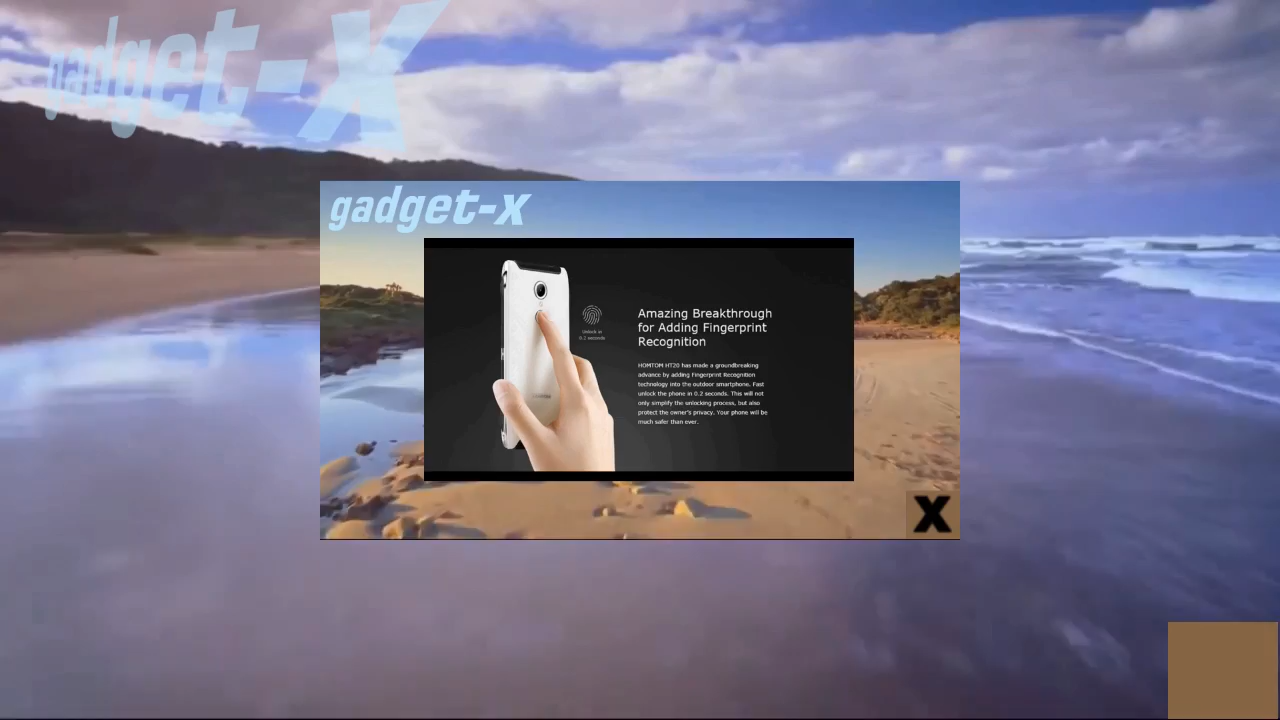 gadget-x
gadget-x
Amazing Breakthrough
for Adding Fingerprint
Recognition
Unlock at
0.2 seconds
HOMTOM HT20 has made a groundbreaking
advance by adding Fingerprint Recognition
technology into the outdoor smartphone. Fast
unlock the phone in 0.2 seconds. This will not
only simplify the unlocking process, but also
protect the owner's privacy. Your phone will be
much safer than ever.
X